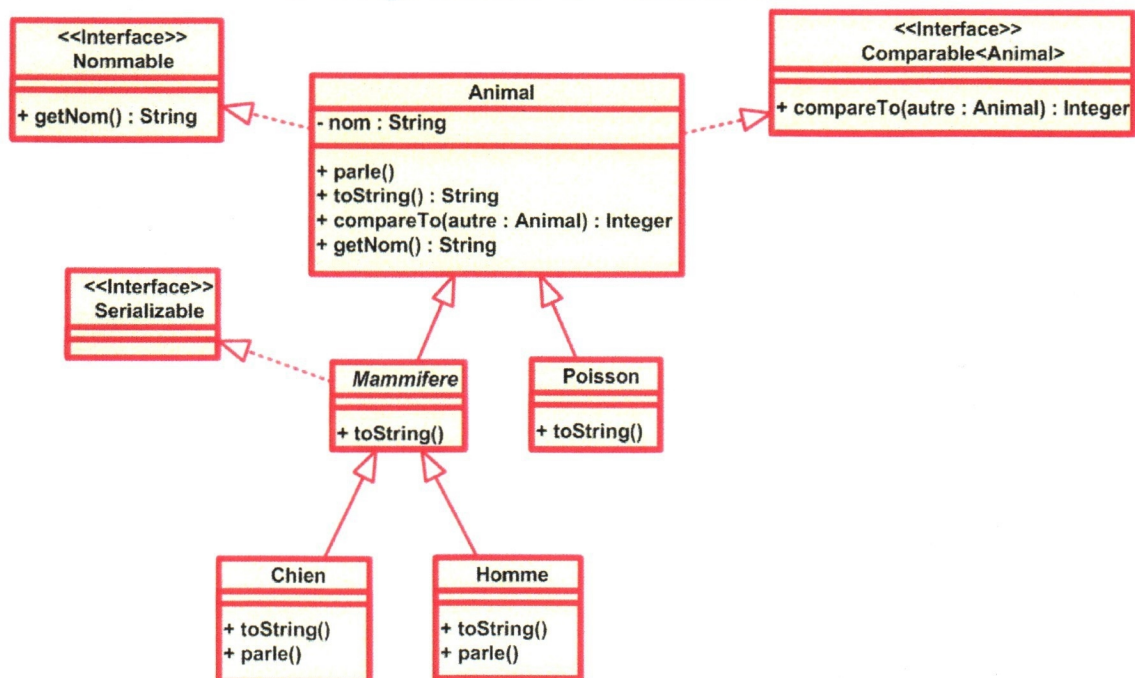 <<Interface>>
Nommable
+ getNom() : String
<<Interface>>
Comparable<Animal>
+ compareTo(autre : Animal) : Integer
Animal
- nom : String
+ parle()
+ toString() : String
+ compareTo(autre : Animal) : Integer
+ getNom() : String
<<Interface>>
Serializable
Mammifere
+ toString()
Poisson
+ toString()
Chien
+ toString()
+ parle()
Homme
+ toString()
+ parle()